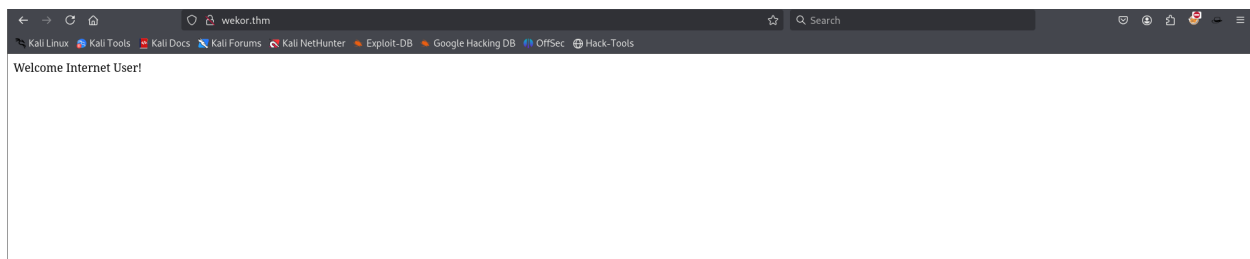 wekor.thm
Search
Kali Linux Kali Tools Kali Docs Kali Forums Kali NetHunter Exploit-DB Google Hacking DB OffSec Hack-Tools
Welcome Internet User!